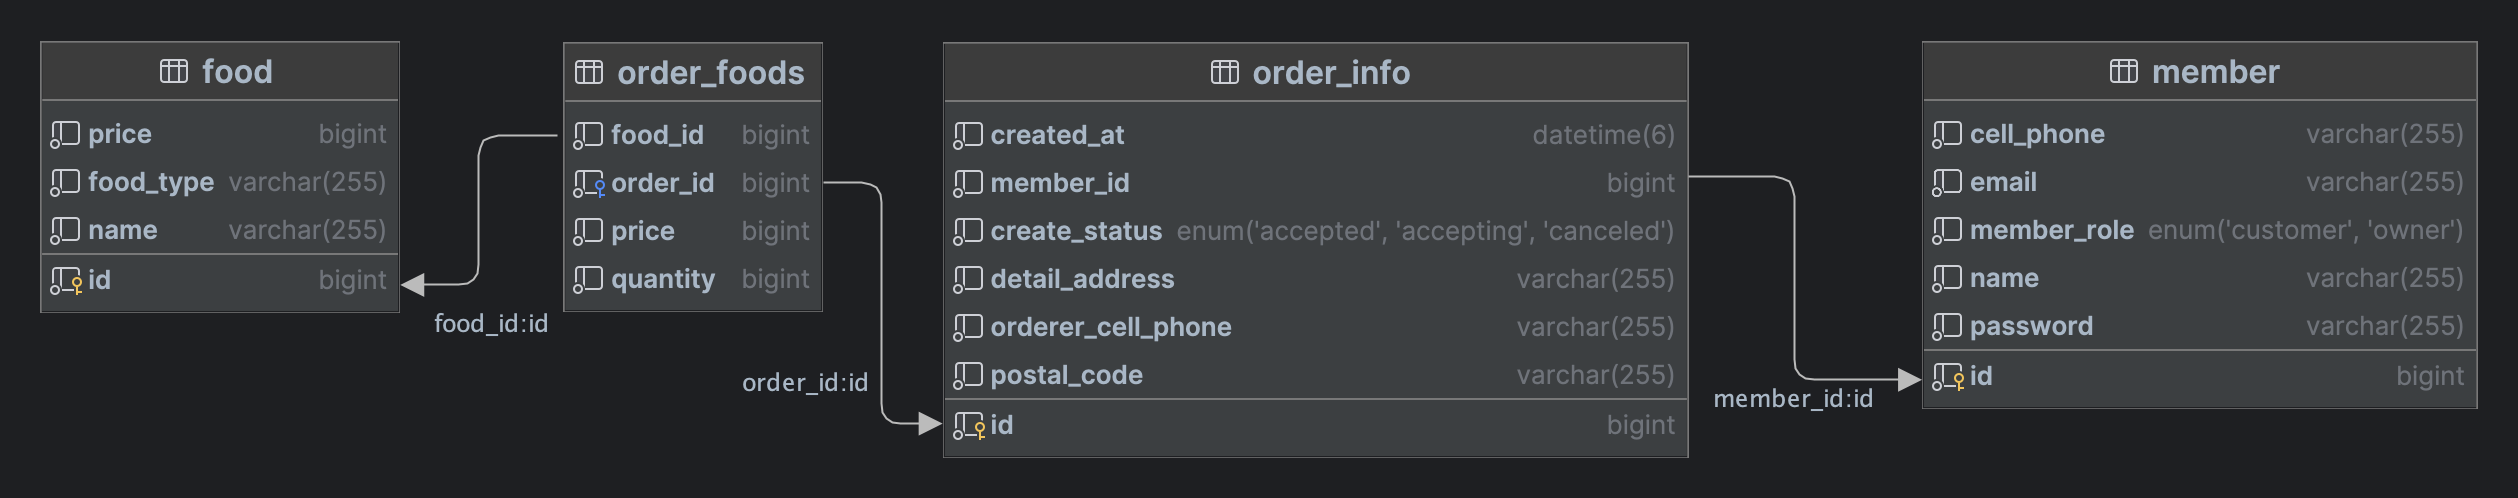 food
price bigint
food_type varchar(255)
name varchar(255)
id bigint
food_id:id
order_foods
food_id bigint
order_id bigint
price bigint
quantity bigint
order_id:id
order_info
created_at datetime(6)
member_id bigint
create_status enum('accepted', 'accepting', 'canceled')
detail_address varchar(255)
orderer_cell_phone varchar(255)
postal_code varchar(255)
id bigint
member_id:id
member
cell_phone varchar(255)
email varchar(255)
member_role enum('customer', 'owner')
name varchar(255)
password varchar(255)
id bigint